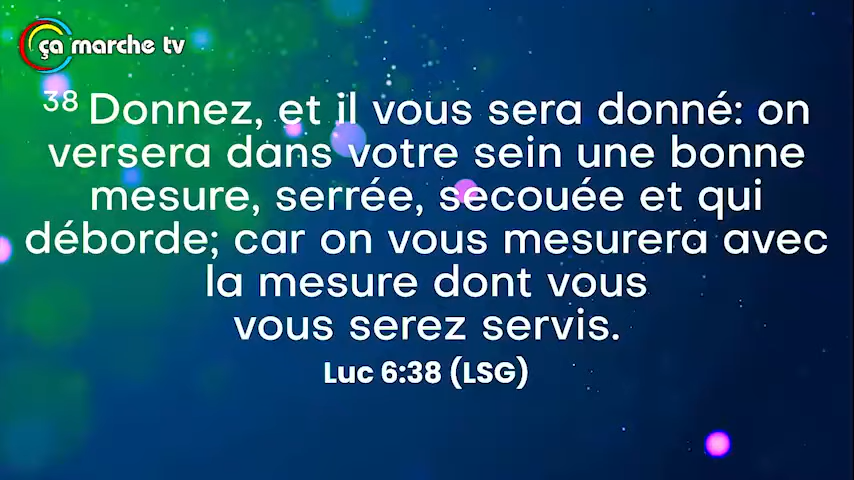 ça marche tv
38 Donnez, et il vous sera donné: on
versera dans votre sein une bonne
mesure, serrée, secouée et qui
déborde; car on vous mesurera avec
la mesure dont vous
vous serez servis.
Luc 6:38 (LSG)